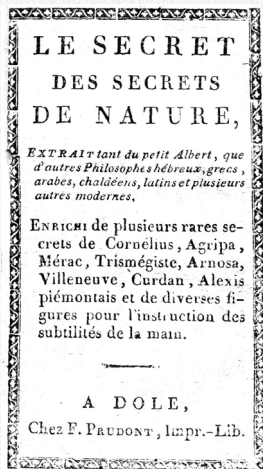 LE SECRET
DES SECRETS
DE NATURE,
EXTRAIT tant du petit Albert, que
d'autres Philosophes hébreux, grecs,
arabes, chaldéens, latins et plusieurs
autres modernes.
ENRICHI de plusieurs rares se-
crets de Cornélius, Agripa,
Mérac, Trismégiste, Arnosa,
Villeneuve, Curdan, Alexis
piémontais et de diverses fi-
gures pour l'instruction des
subtilités de la main.
A DOLE,
Chez F. PRUDONT, Impr.-Lib.